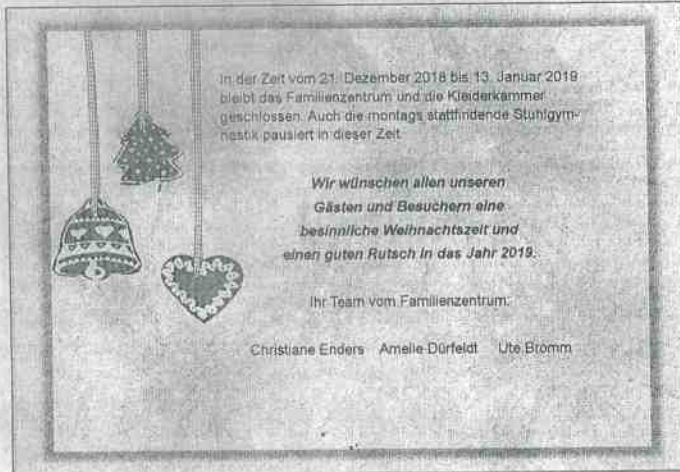 In der Zeit vom 21. Dezember 2018 bis 13. Januar 2019
bleibt das Familienzentrum und die Kleiderkammer
geschlossen. Auch die montags stattfindende Stuhlgym-
nastik pausiert in dieser Zeit.
Wir wünschen allen unseren
Gästen und Besuchern eine
besinnliche Weihnachtszeit und
einen guten Rutsch in das Jahr 2019.
Ihr Team vom Familienzentrum:
Christiane Enders Amelie Dürfeldt Ute Bromm